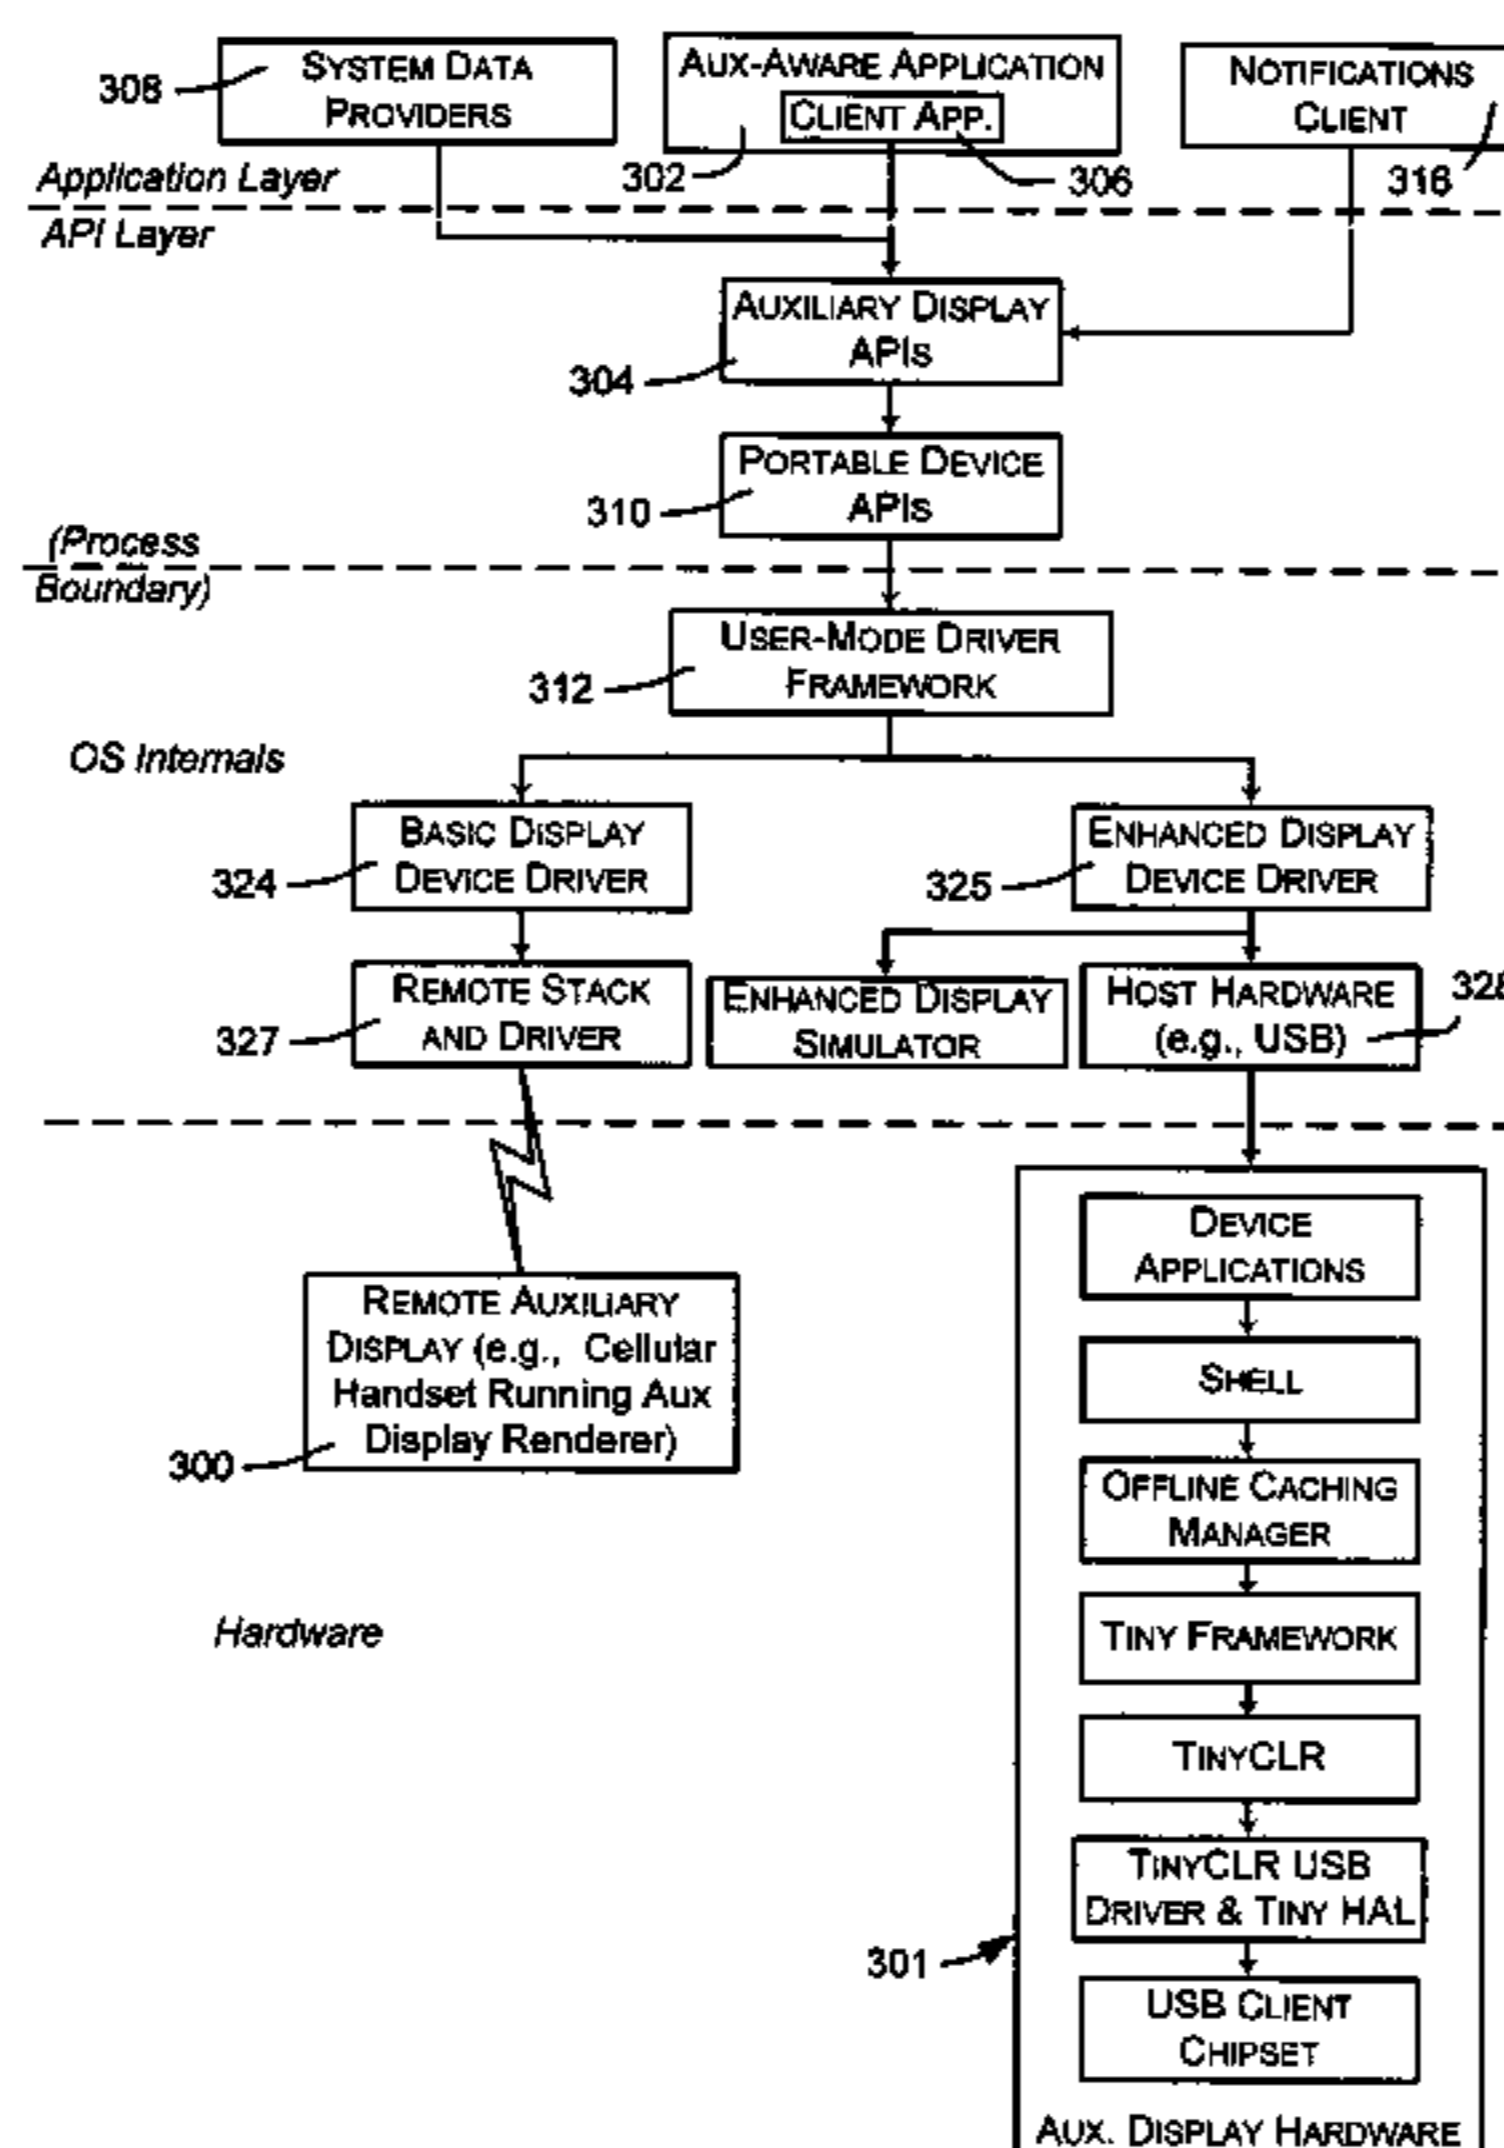 SYSTEM DATA
PROVIDERS
308
AUX-AWARE APPLICATION
CLIENT APP.
302
306
NOTIFICATIONS
CLIENT
316
Application Layer
API Layer
AUXILIARY DISPLAY
APIs
304
PORTABLE DEVICE
APIs
310
(Process
Boundary)
USER-MODE DRIVER
FRAMEWORK
312
OS Internals
BASIC DISPLAY
DEVICE DRIVER
324
ENHANCED DISPLAY
DEVICE DRIVER
325
REMOTE STACK
AND DRIVER
327
ENHANCED DISPLAY
SIMULATOR
HOST HARDWARE
(e.g., USB)
328
REMOTE AUXILIARY
DISPLAY (e.g., Cellular
Handset Running Aux
Display Renderer)
300
Hardware
DEVICE
APPLICATIONS
SHELL
OFFLINE CACHING
MANAGER
TINY FRAMEWORK
TINYCLR
TINYCLR USB
DRIVER & TINY HAL
301
USB CLIENT
CHIPSET
AUX. DISPLAY HARDWARE